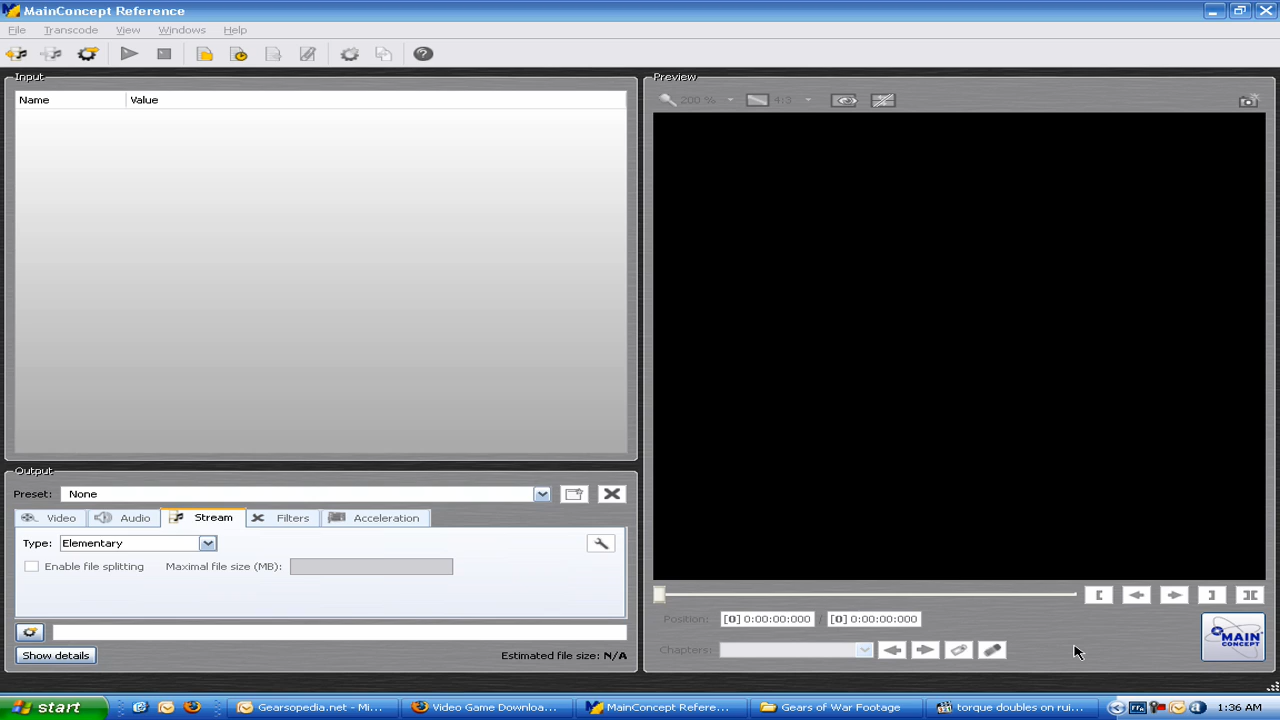 MainConcept Reference
File Transcode View Windows Help
Input
Name Value
Preview
200 % 4:3
Output
Preset: None
Video Audio Stream Filters Acceleration
Type: Elementary
Enable file splitting Maximal file size (MB):
Show details Estimated file size: N/A
Position: [0] 0:00:00:000 / [0] 0:00:00:000
Chapters:
MAIN CONCEPT
start Gearsopedia.net - Mi... Video Game Downloa... MainConcept Refere... Gears of War Footage torque doubles on rui... 1:36 AM